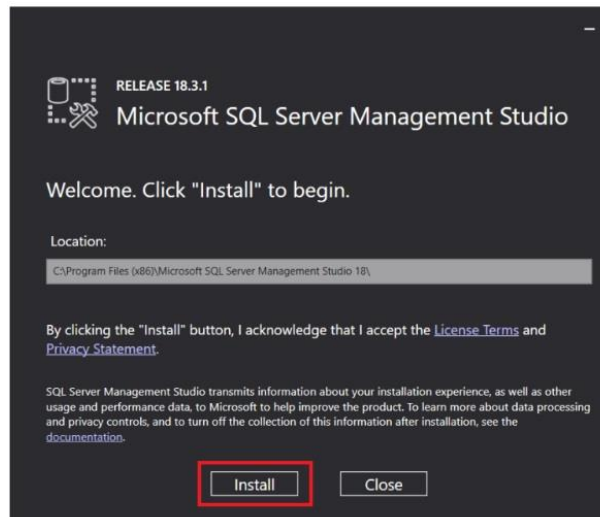 RELEASE 18.3.1
Microsoft SQL Server Management Studio
Welcome. Click "Install" to begin.
Location:
C:\Program Files (x86)\Microsoft SQL Server Management Studio 18\
By clicking the "Install" button, I acknowledge that I accept the License Terms and
Privacy Statement.
SQL Server Management Studio transmits information about your installation experience, as well as other
usage and performance data, to Microsoft to help improve the product. To learn more about data processing
and privacy controls, and to turn off the collection of this information after installation, see the
documentation.
Install Close